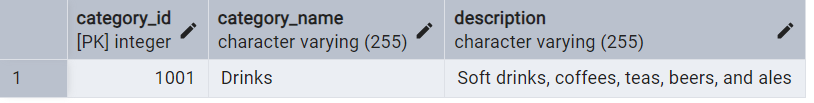 category_id category_name description
[PK] integer character varying (255) character varying (255)
1 1001 Drinks Soft drinks, coffees, teas, beers, and ales